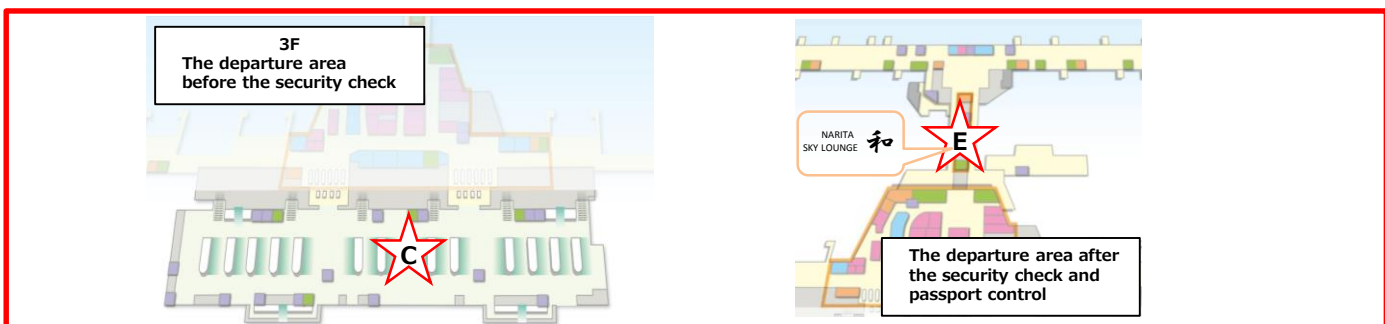 3F
The departure area
before the security check
C
NARITA
SKY LOUNGE 和
E
The departure area after
the security check and
passport control